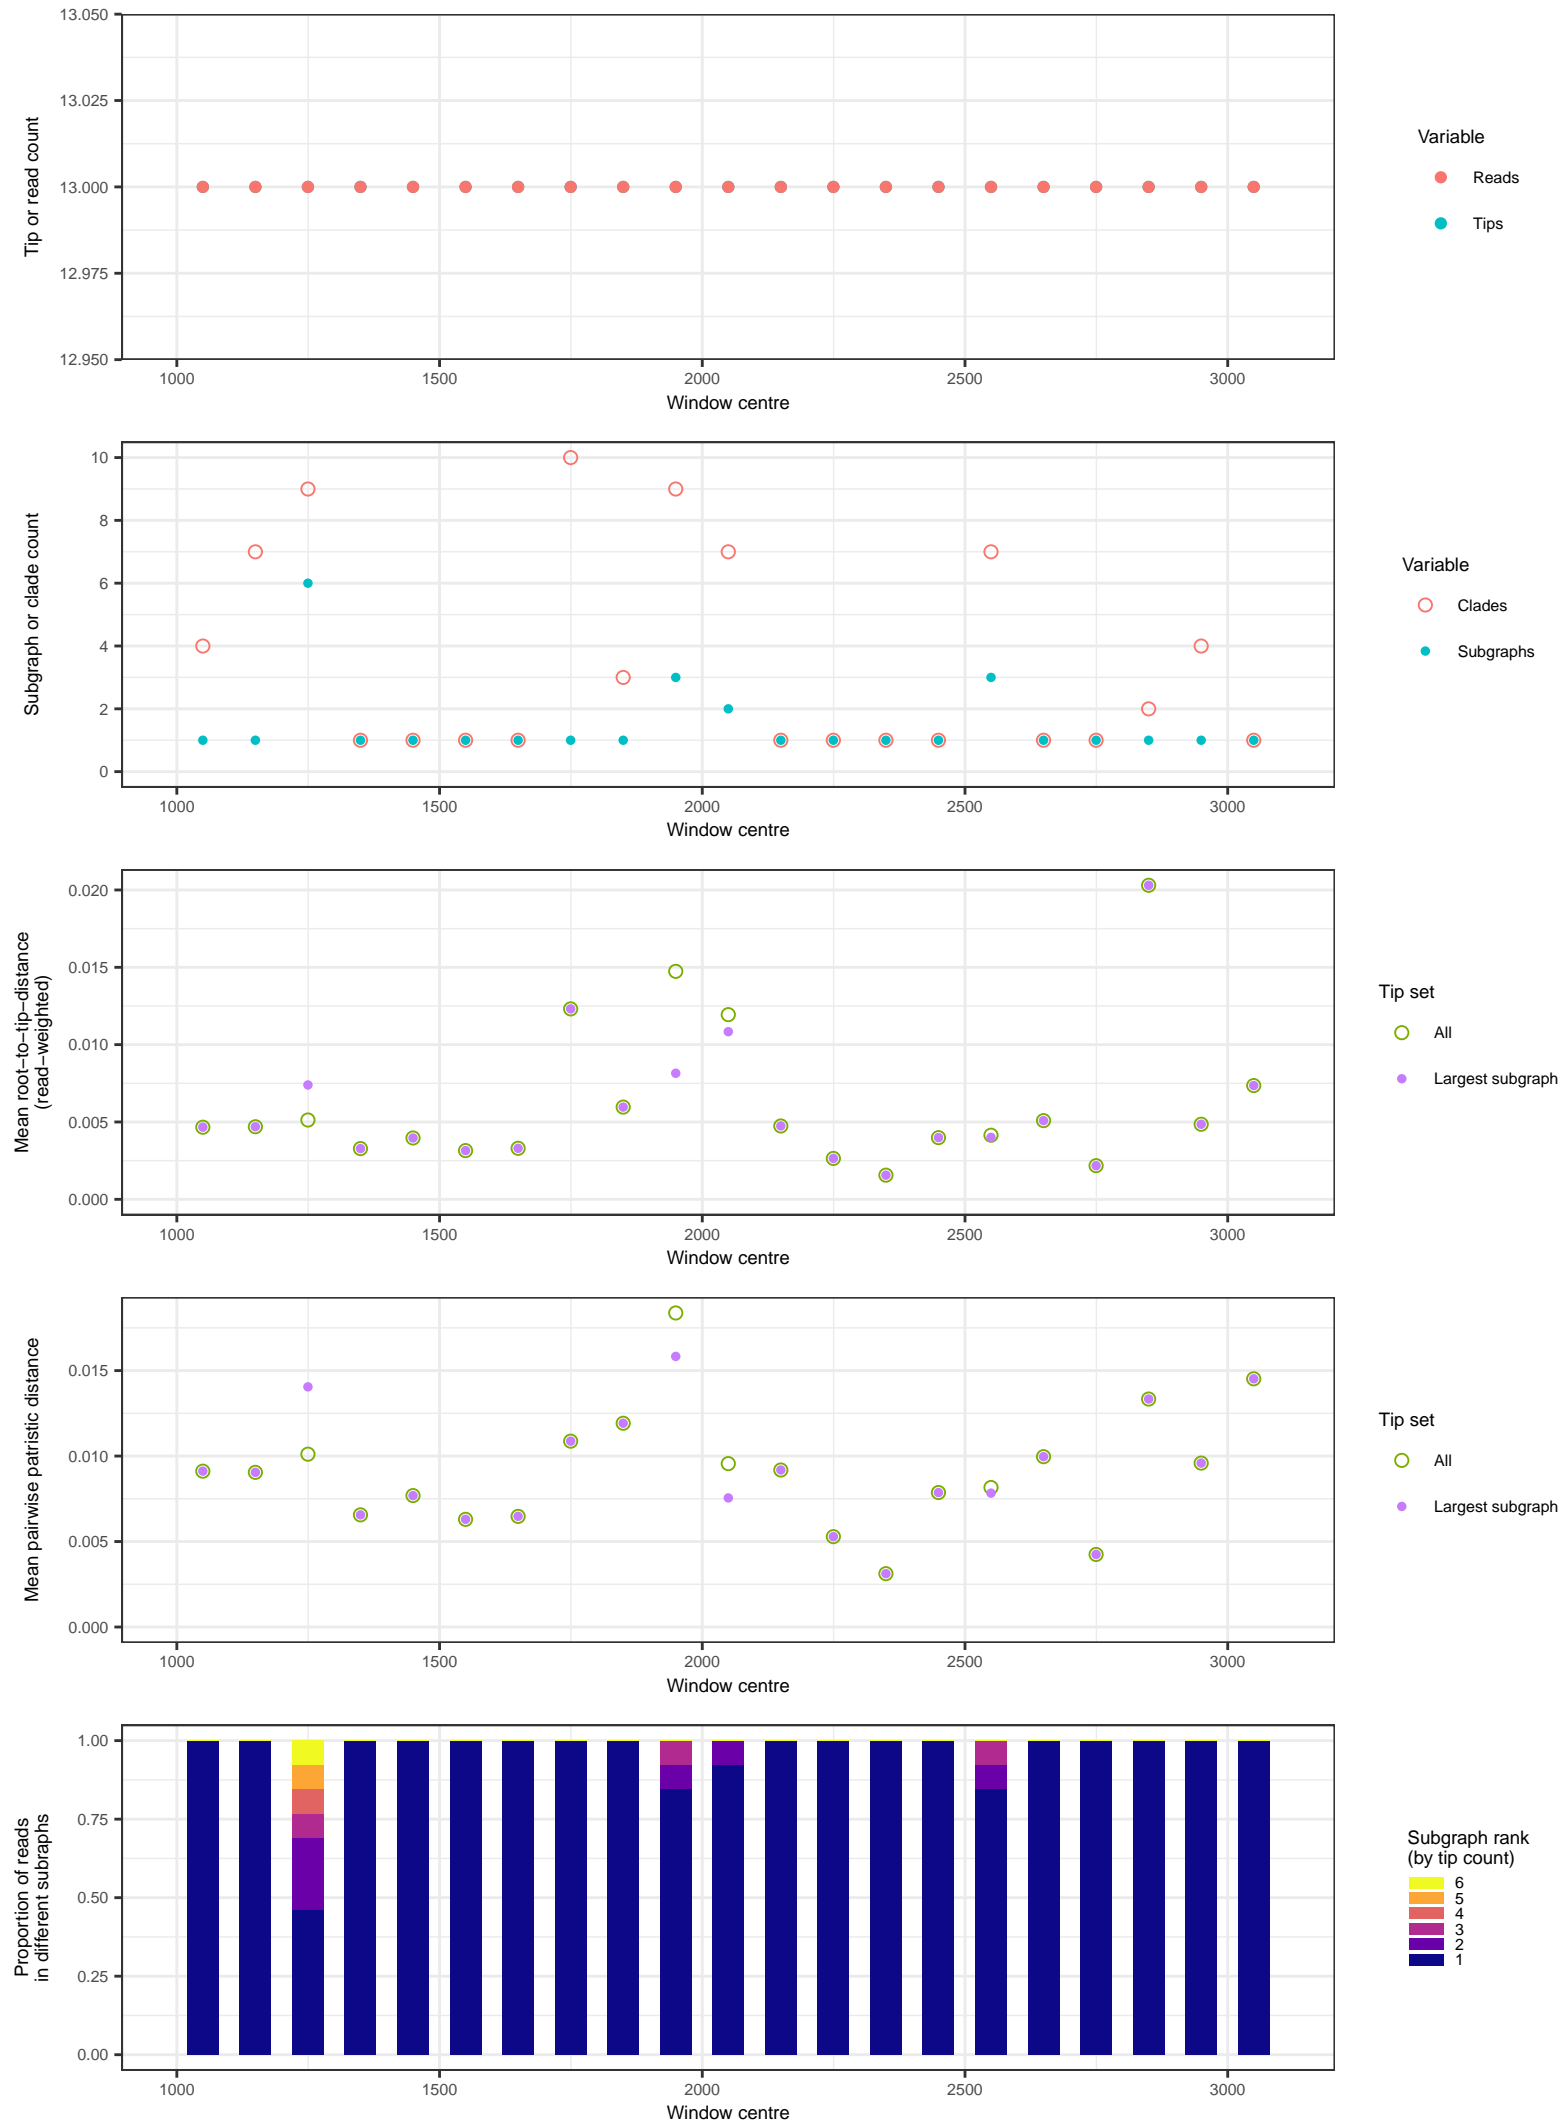 13.050
13.025
13.000
12.975
12.950
Tip or read count
1000 1500 2000 2500 3000
Window centre
Variable
Reads
Tips
10
8
6
4
2
0
Subgraph or clade count
1000 1500 2000 2500 3000
Window centre
Variable
Clades
Subgraphs
0.020
0.015
0.010
0.005
0.000
Mean root−to−tip−distance
(read−weighted)
1000 1500 2000 2500 3000
Window centre
Tip set
All
Largest subgraph
0.015
0.010
0.005
0.000
Mean pairwise patristic distance
1000 1500 2000 2500 3000
Window centre
Tip set
All
Largest subgraph
1.00
0.75
0.50
0.25
0.00
Proportion of reads
in different subraphs
1000 1500 2000 2500 3000
Window centre
Subgraph rank
(by tip count)
6
5
4
3
2
1